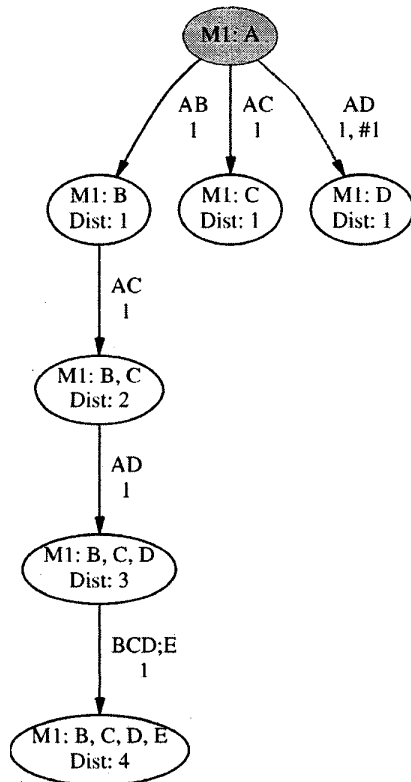 M1: A
AB
1
AC
1
AD
1, #1
M1: B
Dist: 1
M1: C
Dist: 1
M1: D
Dist: 1
AC
1
M1: B, C
Dist: 2
AD
1
M1: B, C, D
Dist: 3
BCD;E
1
M1: B, C, D, E
Dist: 4